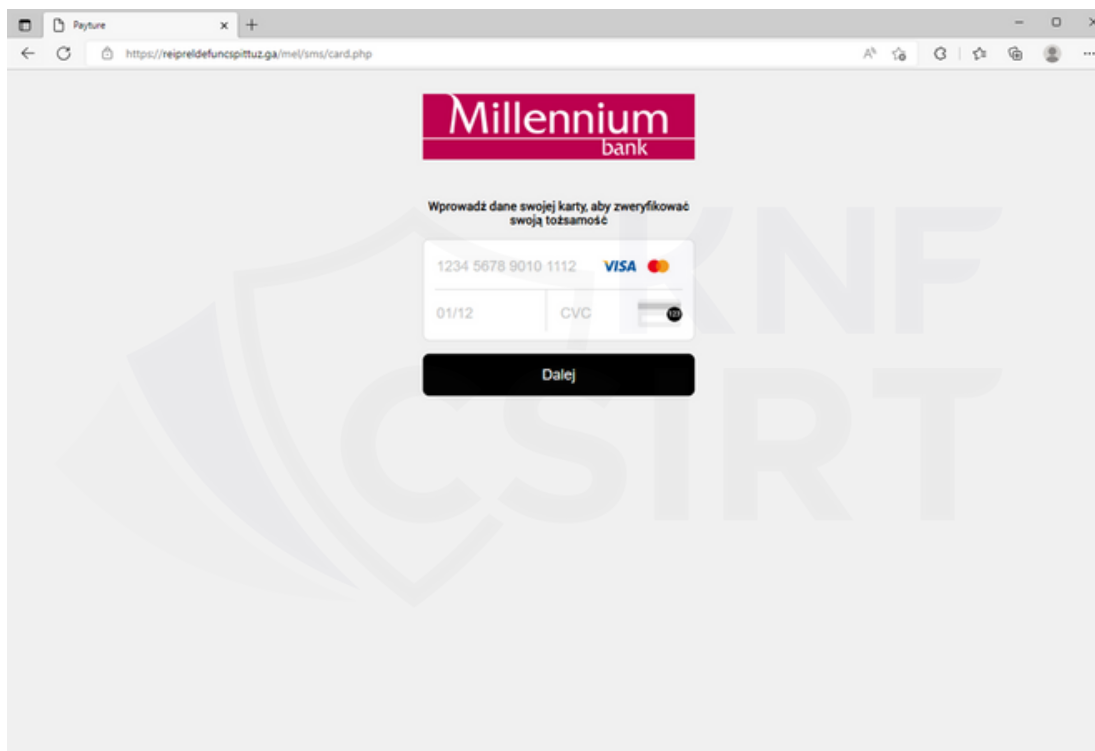 Payture
https://reipreldefuncspittuz.ga/mel/sms/card.php
Millennium
bank
Wprowadź dane swojej karty, aby zweryfikować
swoją tożsamość
1234 5678 9010 1112 VISA
01/12 CVC 123
Dalej
KNF
CSIRT